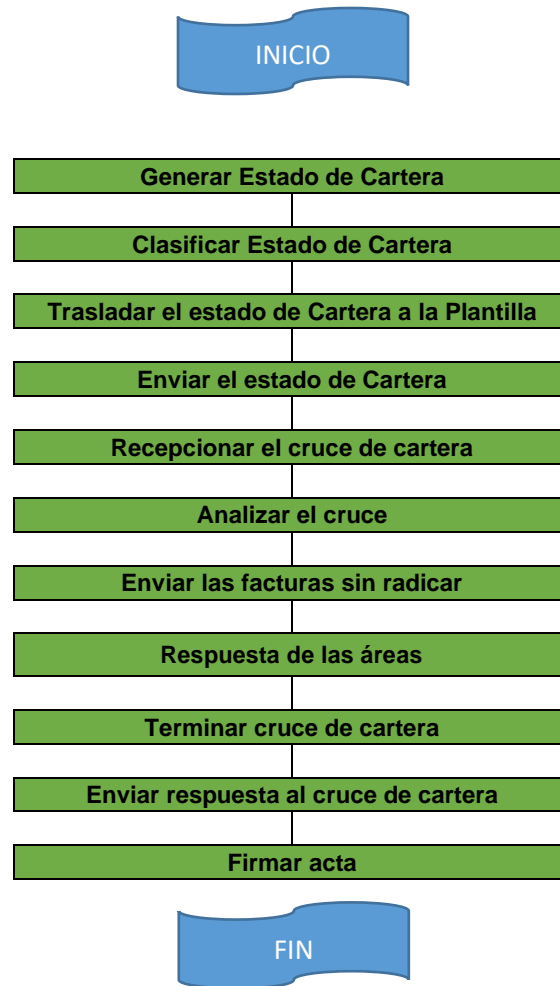 INICIO
Generar Estado de Cartera
Clasificar Estado de Cartera
Trasladar el estado de Cartera a la Plantilla
Enviar el estado de Cartera
Recepcionar el cruce de cartera
Analizar el cruce
Enviar las facturas sin radicar
Respuesta de las áreas
Terminar cruce de cartera
Enviar respuesta al cruce de cartera
Firmar acta
FIN